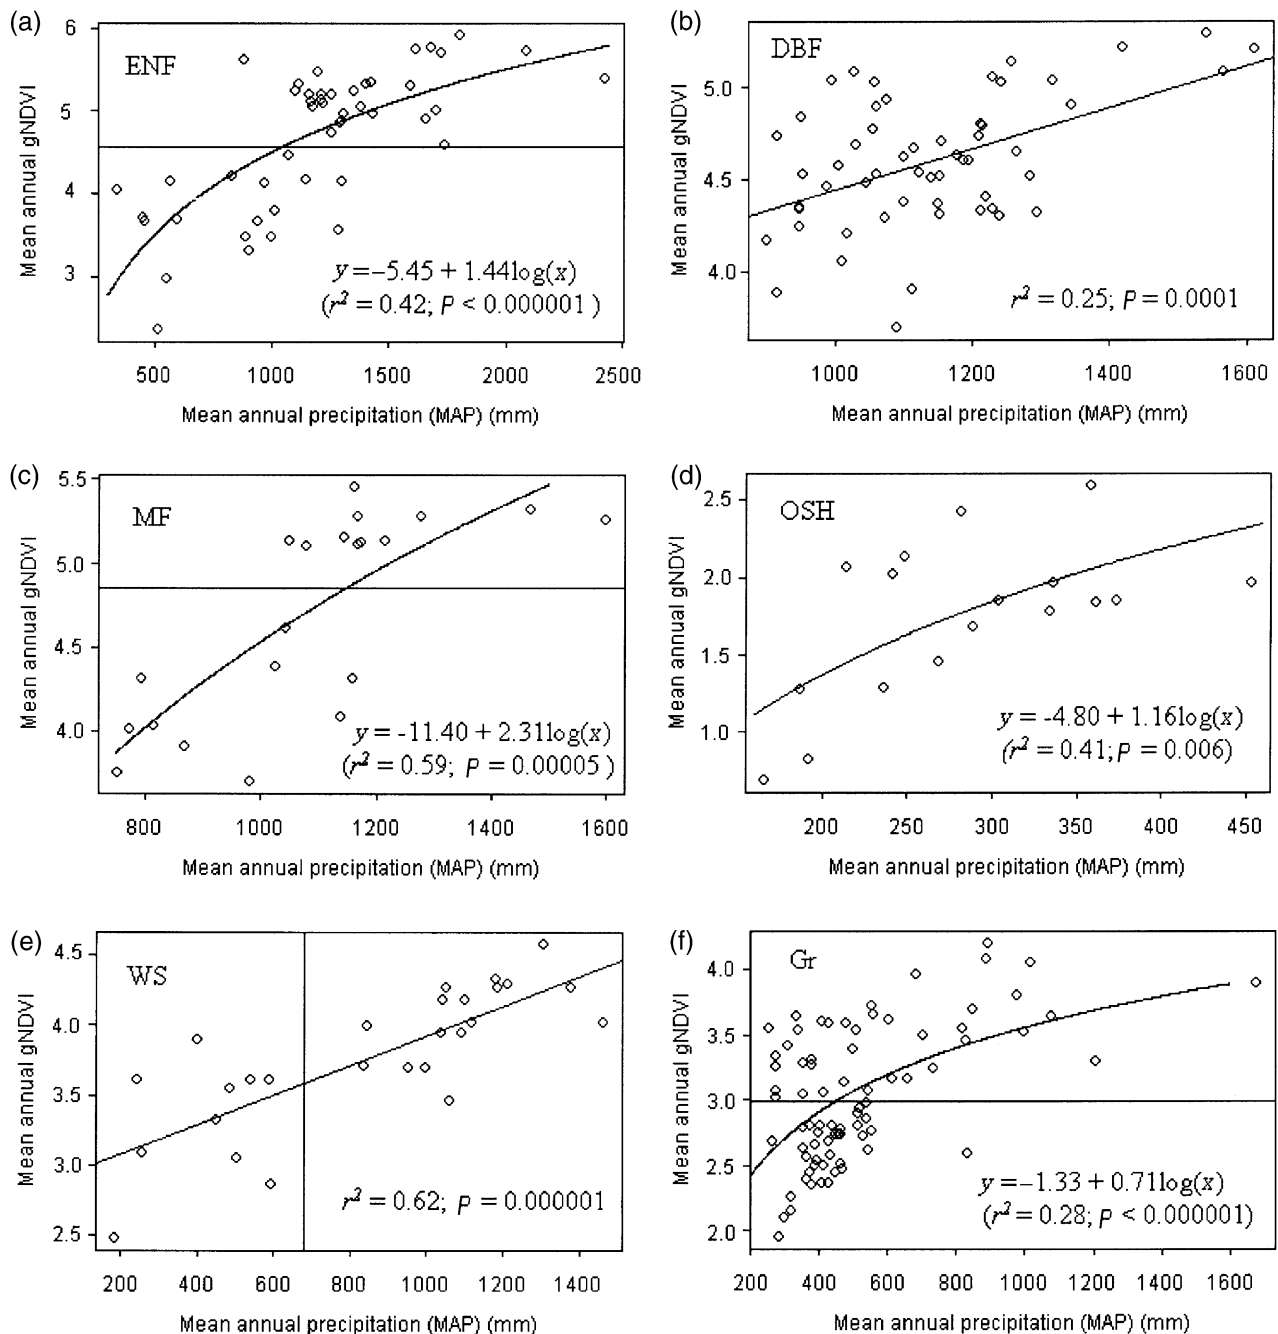 (a)
6
5
4
3
Mean annual gNDVI
ENF
y=–5.45 + 1.44log(x)
(r² = 0.42; P < 0.000001 )
500 1000 1500 2000 2500
Mean annual precipitation (MAP) (mm)
(b)
5.0
4.5
4.0
Mean annual gNDVI
DBF
r² = 0.25; P = 0.0001
1000 1200 1400 1600
Mean annual precipitation (MAP) (mm)
(c)
5.5
5.0
4.5
4.0
Mean annual gNDVI
MF
y = -11.40 + 2.31log(x)
(r² = 0.59; P = 0.00005 )
800 1000 1200 1400 1600
Mean annual precipitation (MAP) (mm)
(d)
2.5
2.0
1.5
1.0
Mean annual gNDVI
OSH
y = -4.80 + 1.16log(x)
(r² = 0.41; p = 0.006)
200 250 300 350 400 450
Mean annual precipitation (MAP) (mm)
(e)
4.5
4.0
3.5
3.0
2.5
Mean annual gNDVI
WS
r² = 0.62; p = 0.000001
200 400 600 800 1000 1200 1400
Mean annual precipitation (MAP) (mm)
(f)
4.0
3.5
3.0
2.5
2.0
Mean annual gNDVI
Gr
y =–1.33 + 0.71log(x)
(r² = 0.28; p < 0.000001)
200 400 600 800 1000 1200 1400 1600
Mean annual precipitation (MAP) (mm)